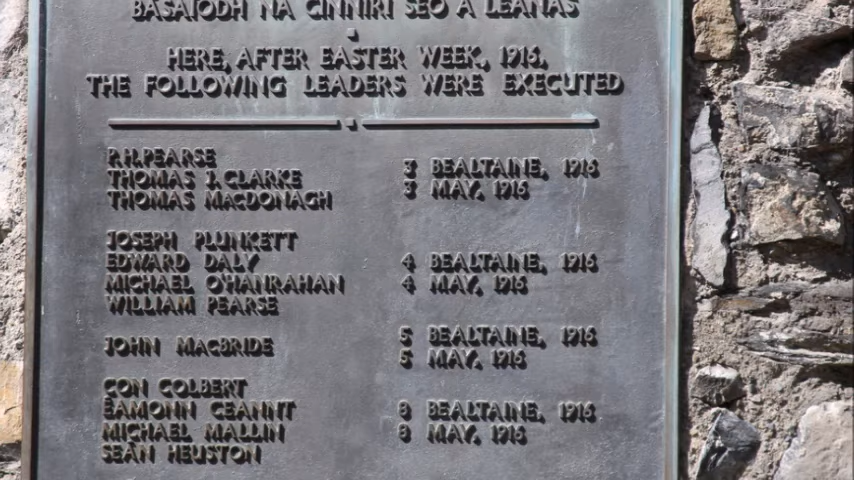 BÁSAÍODH NA CINNIRÍ SEO A LEANAS
HERE, AFTER EASTER WEEK, 1916,
THE FOLLOWING LEADERS WERE EXECUTED
P.H. PEARSE
THOMAS J. CLARKE
THOMAS MACDONAGH
3 BEALTAINE, 1916
3 MAY, 1916
JOSEPH PLUNKETT
EDWARD DALY
MICHAEL O'HANRAHAN
WILLIAM PEARSE
4 BEALTAINE, 1916
4 MAY, 1916
JOHN MACBRIDE
5 BEALTAINE, 1916
5 MAY, 1916
CON COLBERT
ÉAMONN CEANNT
MICHAEL MALLIN
SEÁN HEUSTON
8 BEALTAINE, 1916
8 MAY, 1916